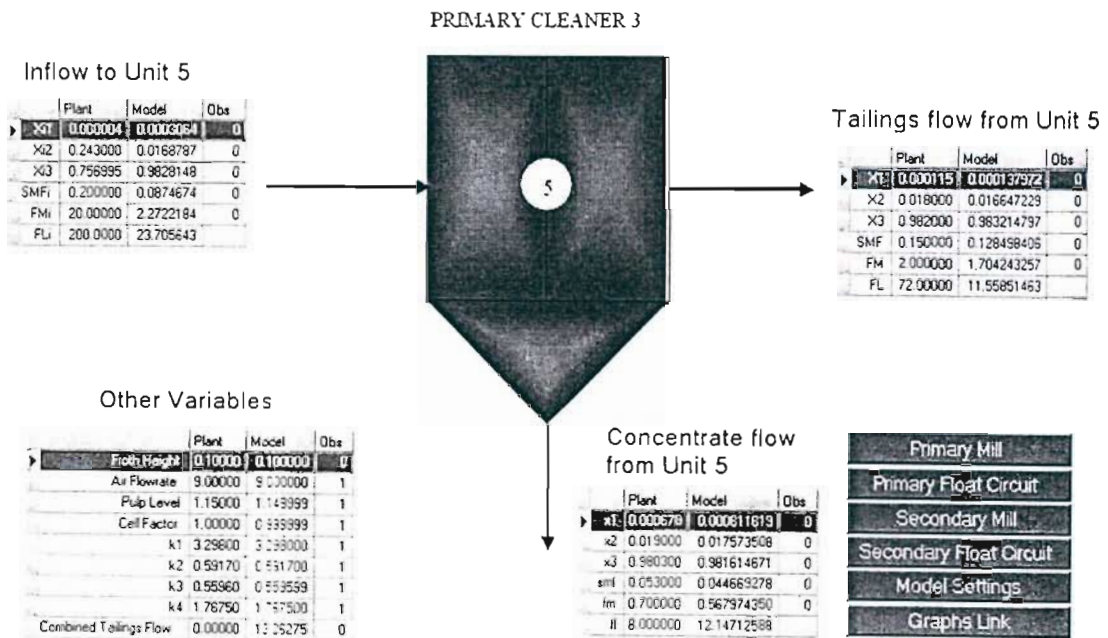 PRIMARY CLEANER 3
Inflow to Unit 5
Plant Model Obs
Xi1 0.000004 0.0003064 0
Xi2 0.243000 0.0168787 0
Xi3 0.756995 0.9828148 0
SMFi 0.200000 0.0874674 0
FMi 20.00000 2.2722184 0
FLi 200.0000 23.705643
5
Tailings flow from Unit 5
Plant Model Obs
X1 0.000115 0.000137972 0
X2 0.018000 0.016647229 0
X3 0.982000 0.983214797 0
SMF 0.150000 0.128498406 0
FM 2.000000 1.704243257 0
FL 72.00000 11.55851463
Other Variables
Plant Model Obs
Froth Height 0.10000 0.100000 0
Air Flowrate 9.00000 1
Pulp Level 1.15000 1.149999 1
Cell Factor 1.00000 1
k1 3.29800 1
k2 0.59170 1
k3 0.55960 1
k4 1.76750 1
Combined Tailings Flow 0.00000 0
Concentrate flow
from Unit 5
Plant Model Obs
x1 0.000670 0.000811819 0
x2 0.019000 0.017573508 0
x3 0.980300 0.981614671 0
smf 0.053000 0.044669278 0
fm 0.700000 0.567974350 0
fl 8.000000 12.14712588
Primary Mill
Primary Float Circuit
Secondary Mill
Secondary Float Circuit
Model Settings
Graphs Link